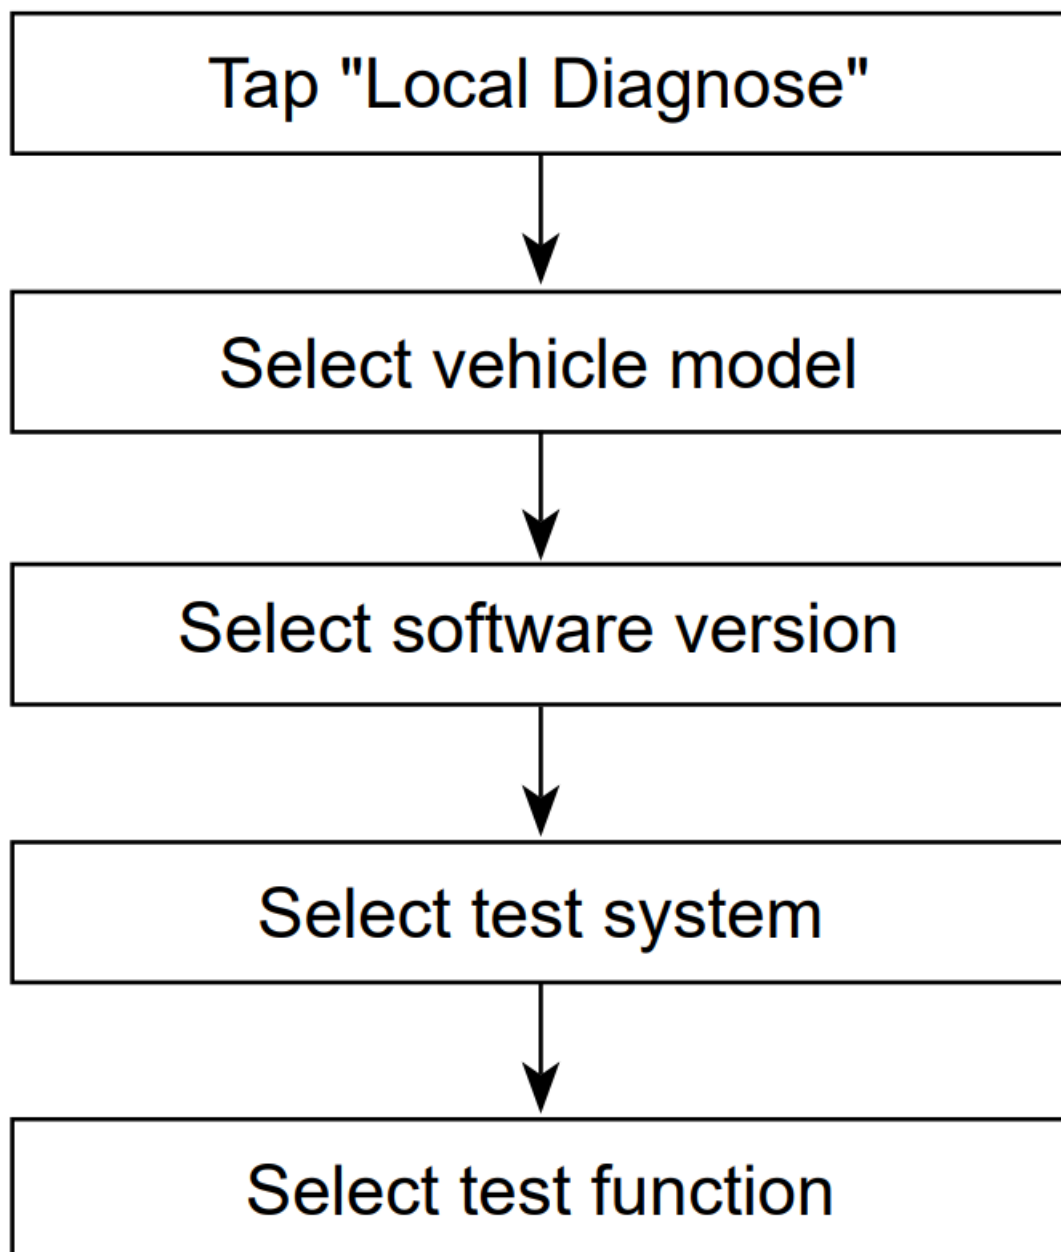 Tap "Local Diagnose"
Select vehicle model
Select software version
Select test system
Select test function